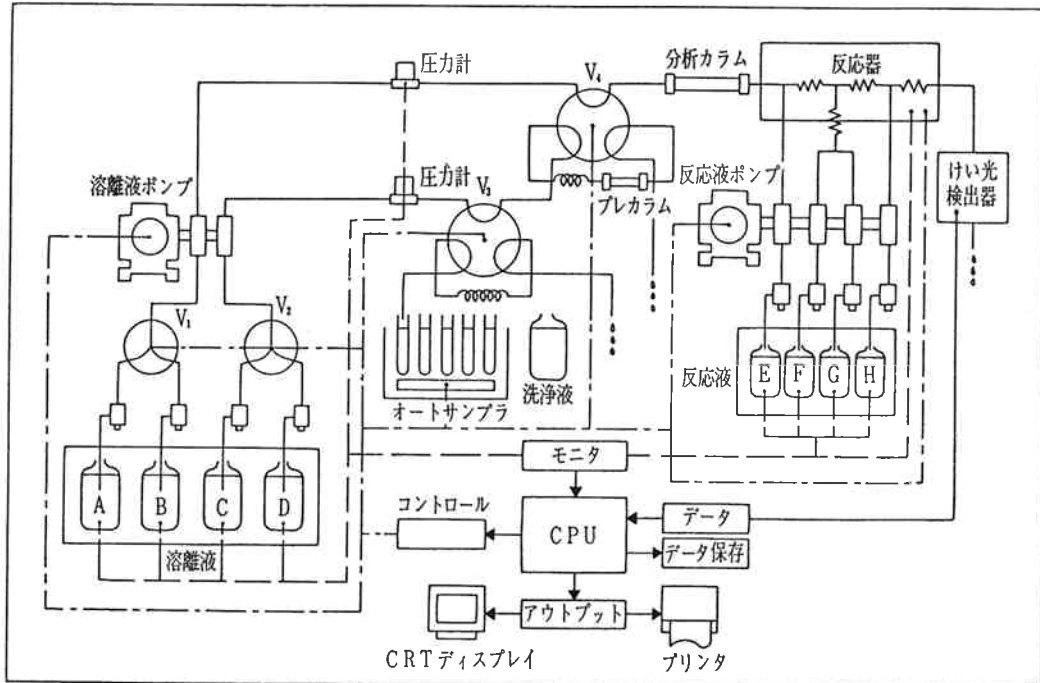 圧力計
V₄
分析カラム
反応器
溶離液ポンプ
圧力計
V₃
プレカラム
反応液ポンプ
けい光
検出器
V₁
V₂
オートサンプラ
洗浄液
反応液
E
F
G
H
A
B
C
D
溶離液
モニタ
コントロール
CPU
データ
データ保存
アウトプット
CRTディスプレイ
プリンタ